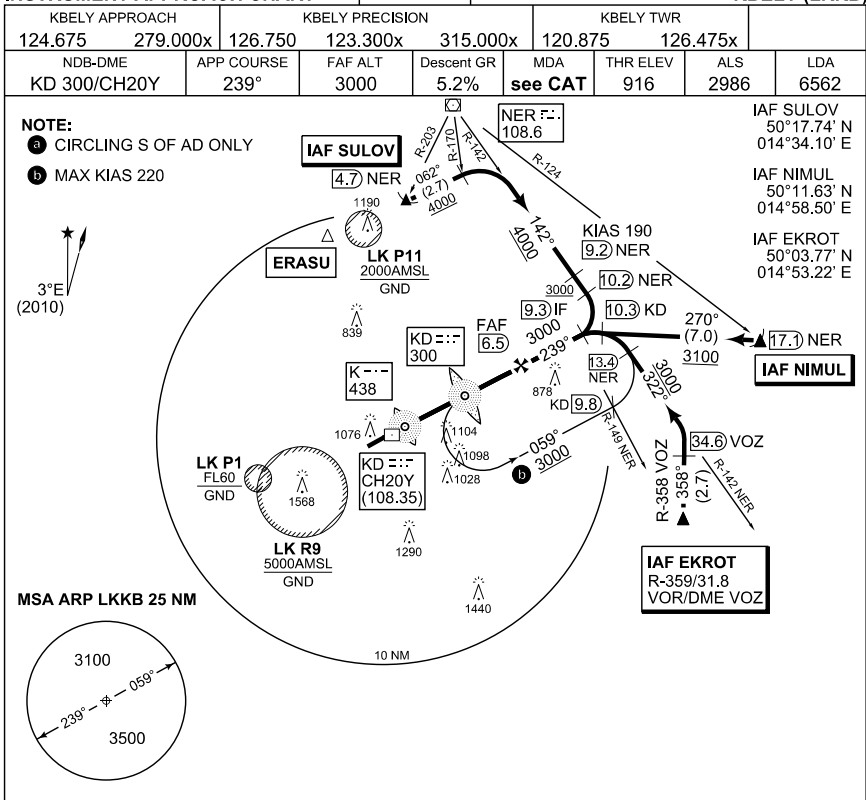 KBELY APPROACH KBELY PRECISION KBELY TWR
124.675 279.000x 126.750 123.300x 315.000x 120.875 126.475x
NDB-DME APP COURSE FAF ALT Descent GR MDA THR ELEV ALS LDA
KD 300/CH20Y 239° 3000 5.2% see CAT 916 2986 6562
NOTE:
a CIRCLING S OF AD ONLY
b MAX KIAS 220
3°E
(2010)
NER
108.6
IAF SULOV
4.7 NER
R-203
R-170
R-142
R-124
062°
(2.7)
4000
IAF SULOV
50°17.74' N
014°34.10' E
IAF NIMUL
50°11.63' N
014°58.50' E
IAF EKROT
50°03.77' N
014°53.22' E
1190
ERASU
LK P11
2000AMSL
GND
142°
4000
KIAS 190
9.2 NER
10.2 NER
3000
9.3 IF
10.3 KD
3000
239°
270°
(7.0)
3100
17.1 NER
IAF NIMUL
839
KD
300
FAF
6.5
K
438
878
13.4
NER
3000
322°
KD 9.8
R-149 NER
1076
1104
1098
1028
059°
3000
b
34.6 VOZ
R-142 NER
R-358 VOZ
358°
(2.7)
LK P1
FL60
GND
1568
KD
CH20Y
(108.35)
LK R9
5000AMSL
GND
1290
1440
IAF EKROT
R-359/31.8
VOR/DME VOZ
10 NM
MSA ARP LKKB 25 NM
3100
239°
059°
3500